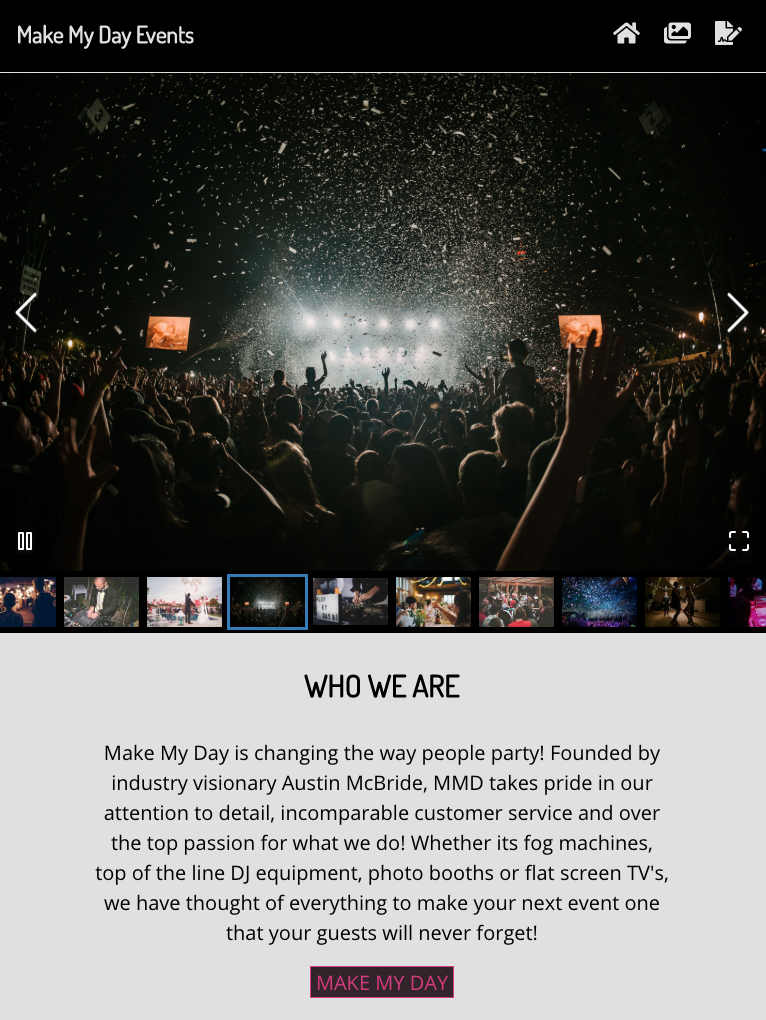 Make My Day Events
WHO WE ARE
Make My Day is changing the way people party! Founded by
industry visionary Austin McBride, MMD takes pride in our
attention to detail, incomparable customer service and over
the top passion for what we do! Whether its fog machines,
top of the line DJ equipment, photo booths or flat screen TV's,
we have thought of everything to make your next event one
that your guests will never forget!
MAKE MY DAY